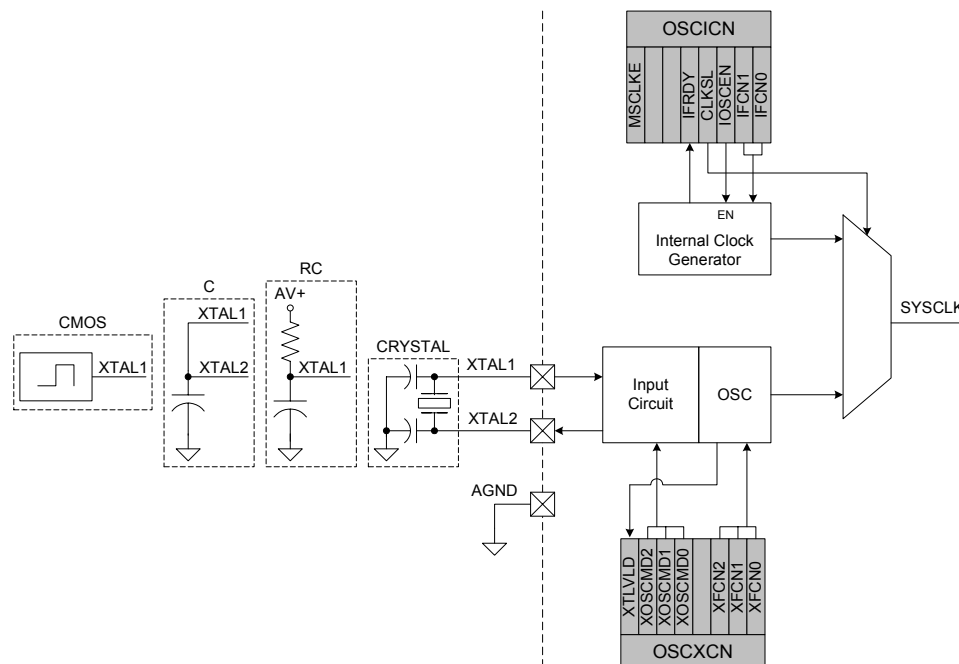 OSCICN
MSCLKE
IFRDY
CLKSL
IOSCEN
IFCN1
IFCN0
EN
Internal Clock
Generator
SYSCLK
CMOS
XTAL1
C
XTAL1
XTAL2
RC
AV+
XTAL1
CRYSTAL
XTAL1
XTAL2
AGND
Input
Circuit
OSC
XTLVLD
XOSCMD2
XOSCMD1
XOSCMD0
XFCN2
XFCN1
XFCN0
OSCXCN